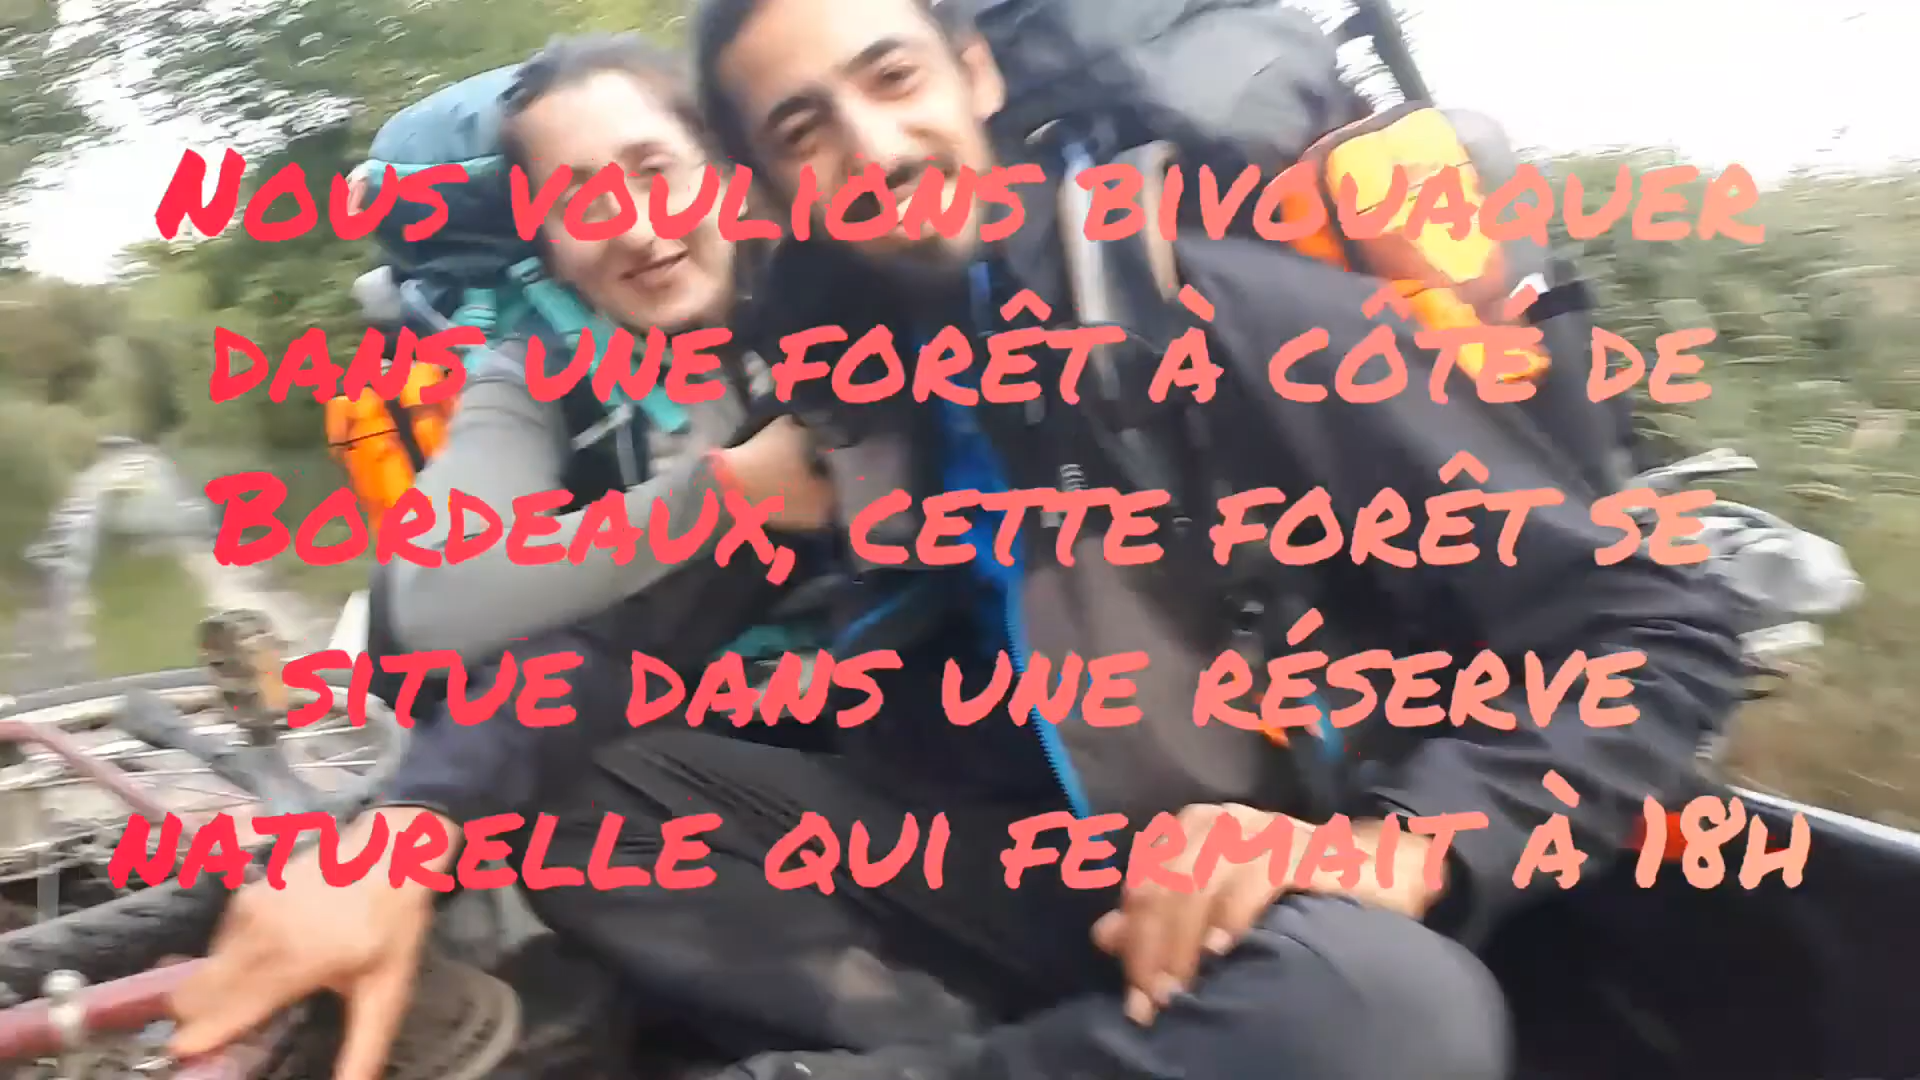 Nous voulions bivouaquer
dans une forêt à côté de
Bordeaux, cette forêt se
situe dans une réserve
naturelle qui fermait à 18h